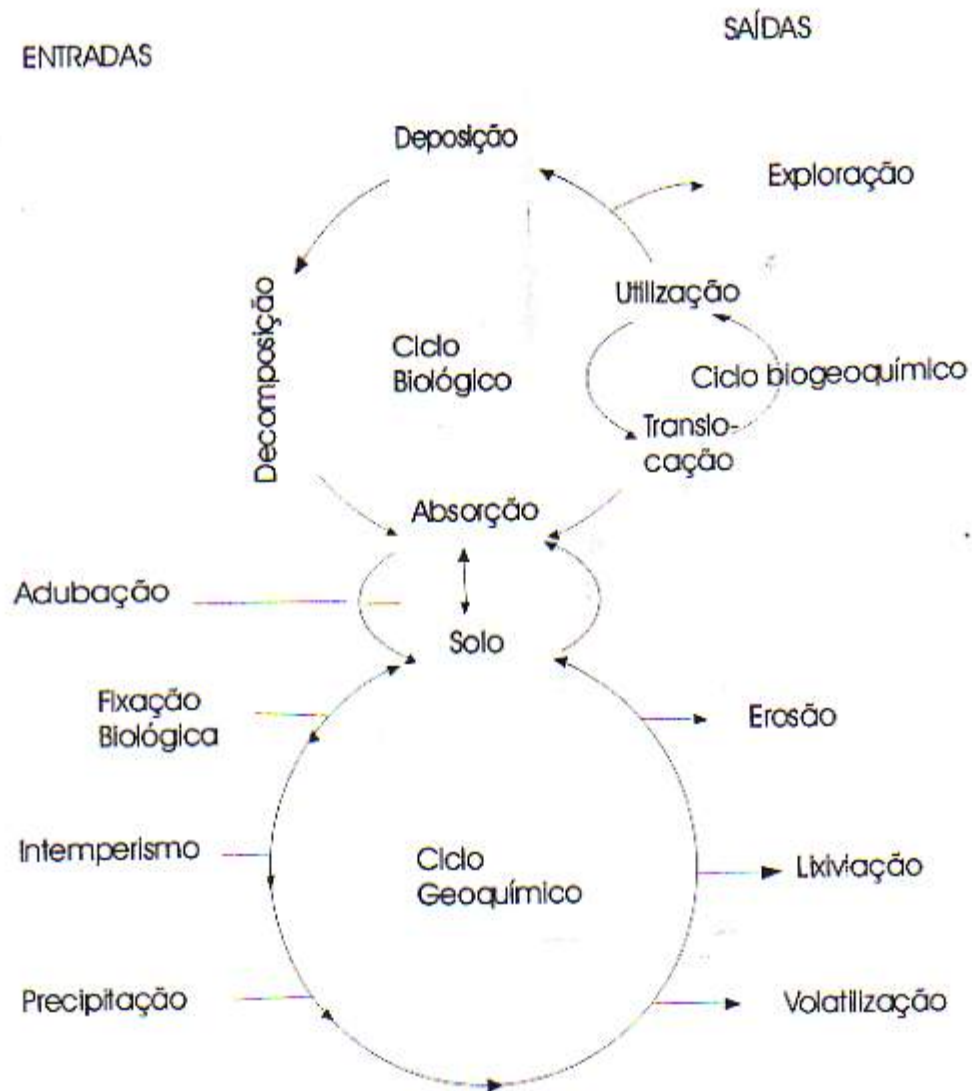 SAÍDAS
ENTRADAS
Deposição
Exploração
Utilização
Decomposição
Ciclo
Biológico
Ciclo biogeoquímico
Translo-
cação
Absorção
Adubação
Solo
Fixação
Biológica
Erosão
Intemperismo
Ciclo
Geoquímico
Lixiviação
Precipitação
Volatilização